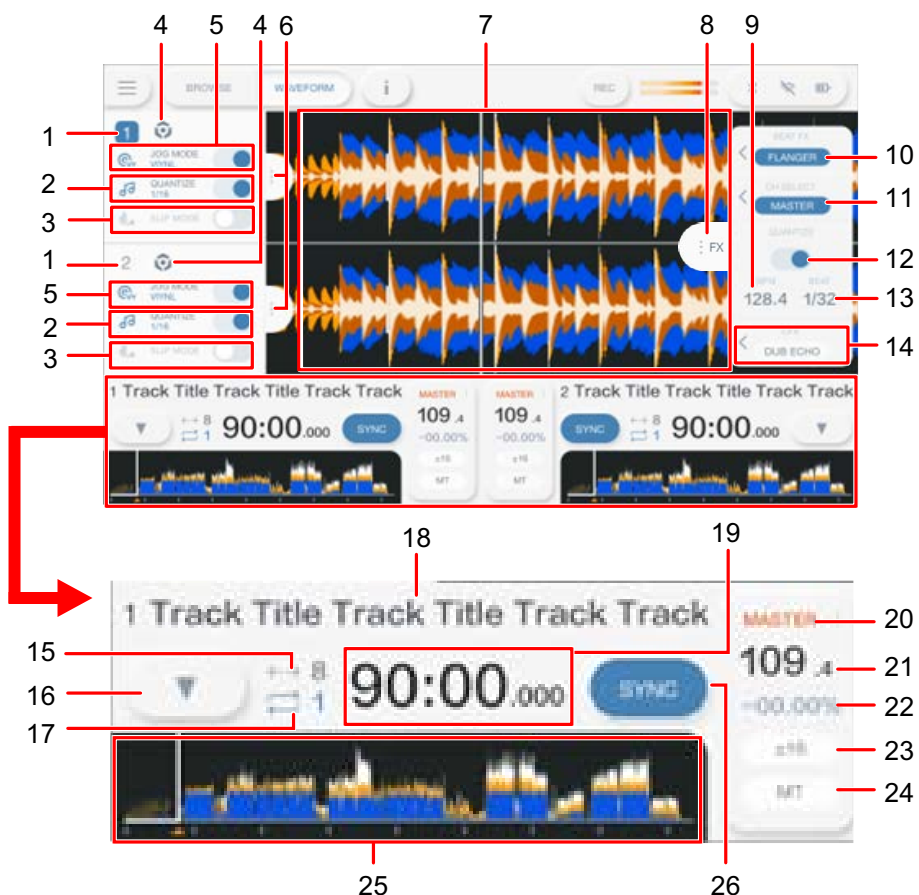 4 5 4 6 7 8 9
BROWSE WAVEFORM i REC
1 1
JOG MODE
VINYL
2 QUANTIZE
1/16
3 SLIP MODE
1 2
5 JOG MODE
VINYL
2 QUANTIZE
1/16
3 SLIP MODE
FX
BEAT FX
FLANGER 10
CH SELECT
MASTER 11
QUANTIZE
12
BPM BEAT
128.4 1/32 13
CFX
DUB ECHO 14
1 Track Title Track Title Track Track
8
1
90:00.000 SYNC
MASTER
109.4
-00.00%
±16
MT
MASTER
109.4
-00.00%
±16
MT
2 Track Title Track Title Track Track
SYNC
8
1
90:00.000
18 19
1 Track Title Track Title Track Track
15 8
16
17 1
90:00.000 SYNC
MASTER 20
109.4 21
-00.00% 22
±16 23
MT 24
25 26